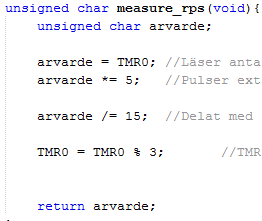 unsigned char measure_rps(void){
unsigned char arvarde;
arvarde = TMR0; //Läser anta
arvarde *= 5; //Pulser ext
arvarde /= 15; //Delat med
TMR0 = TMR0 % 3; //TMR
return arvarde;